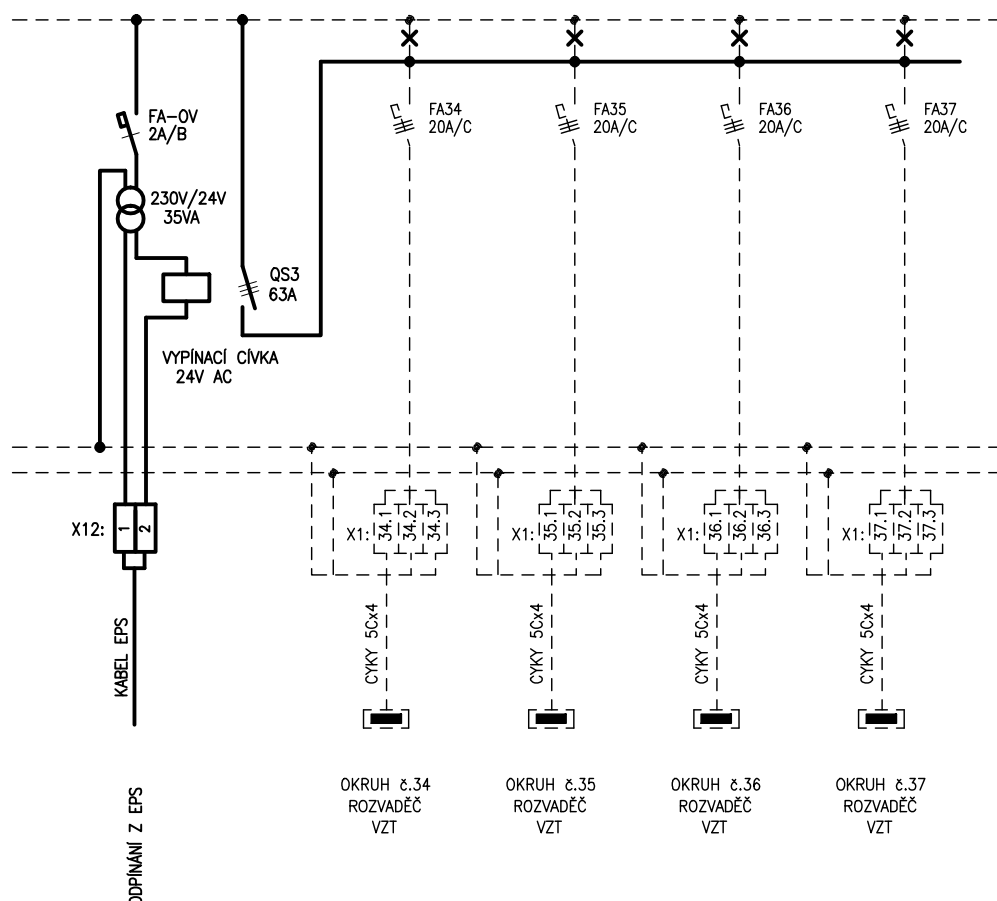 FA-OV
2A/B
FA34
20A/C
FA35
20A/C
FA36
20A/C
FA37
20A/C
230V/24V
35VA
QS3
63A
VYPÍNACÍ CÍVKA
24V AC
X12:
1
2
X1:
34.1
34.2
34.3
X1:
35.1
35.2
35.3
X1:
36.1
36.2
36.3
X1:
37.1
37.2
37.3
KABEL EPS
CYKY 5Cx4
CYKY 5Cx4
CYKY 5Cx4
CYKY 5Cx4
ODPÍNÁNÍ Z EPS
OKRUH č.34
ROZVADĚČ
VZT
OKRUH č.35
ROZVADĚČ
VZT
OKRUH č.36
ROZVADĚČ
VZT
OKRUH č.37
ROZVADĚČ
VZT